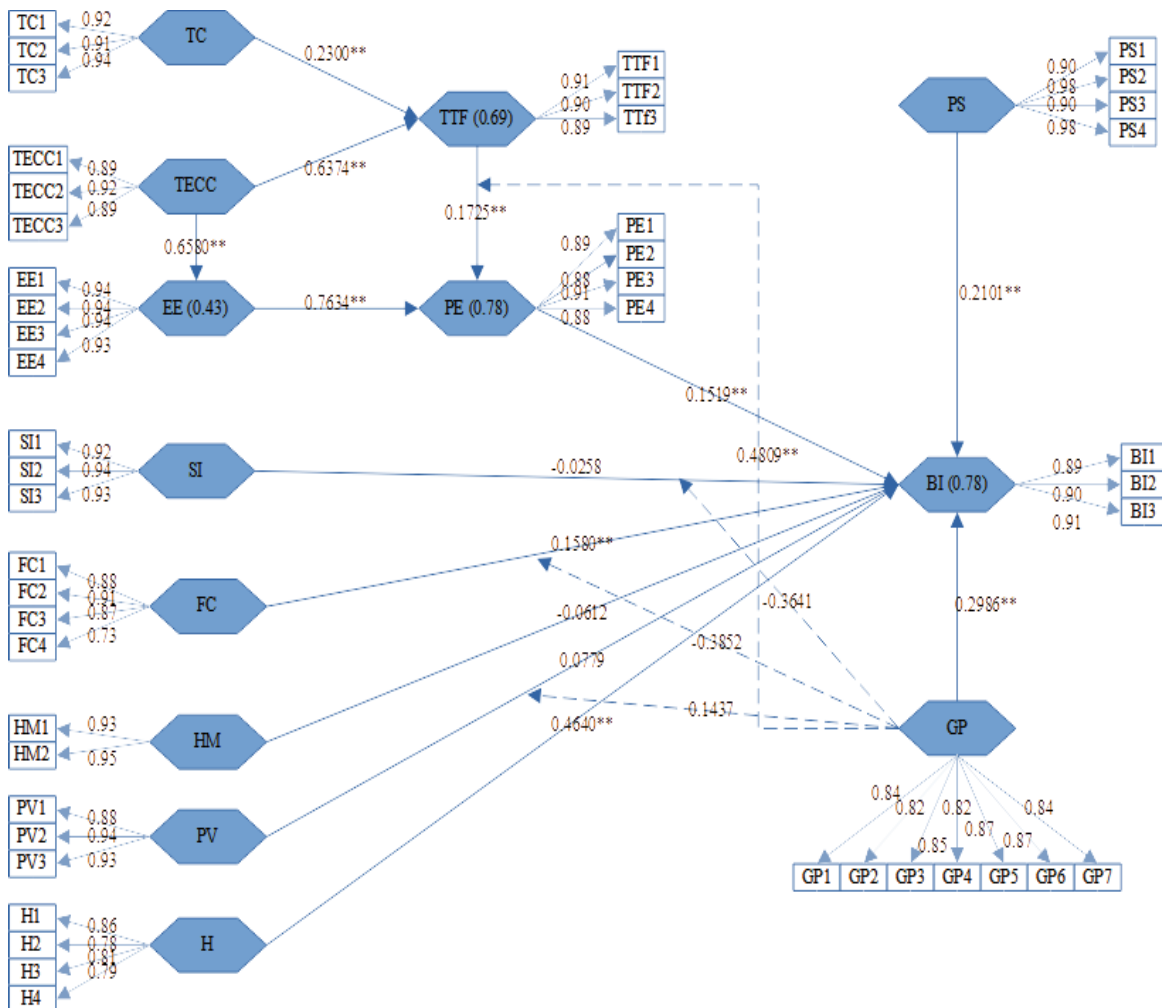 TC1
TC2
TC3
0.92
0.91
0.94
TC
0.2300**
TTF (0.69)
0.91
0.90
0.89
TTF1
TTF2
TTf3
PS
0.90
0.98
0.90
0.98
PS1
PS2
PS3
PS4
TECC1
TECC2
TECC3
0.89
0.92
0.89
TECC
0.6374**
0.6580**
0.1725**
EE1
EE2
EE3
EE4
0.94
0.94
0.94
0.93
EE (0.43)
0.7634**
PE (0.78)
0.89
0.88
0.91
0.88
PE1
PE2
PE3
PE4
0.2101**
0.1519**
SI1
SI2
SI3
0.92
0.94
0.93
SI
-0.0258
0.4809**
BI (0.78)
0.89
0.90
0.91
BI1
BI2
BI3
FC1
FC2
FC3
FC4
0.88
0.91
0.87
0.73
FC
0.1580**
-0.0612
-0.3641
0.2986**
-0.3852
0.0779
HM1
HM2
0.93
0.95
HM
0.4640**
0.1437
GP
PV1
PV2
PV3
0.88
0.94
0.93
PV
0.84
0.82
0.85
0.82
0.87
0.87
0.84
GP1
GP2
GP3
GP4
GP5
GP6
GP7
H1
H2
H3
H4
0.86
0.78
0.81
0.79
H